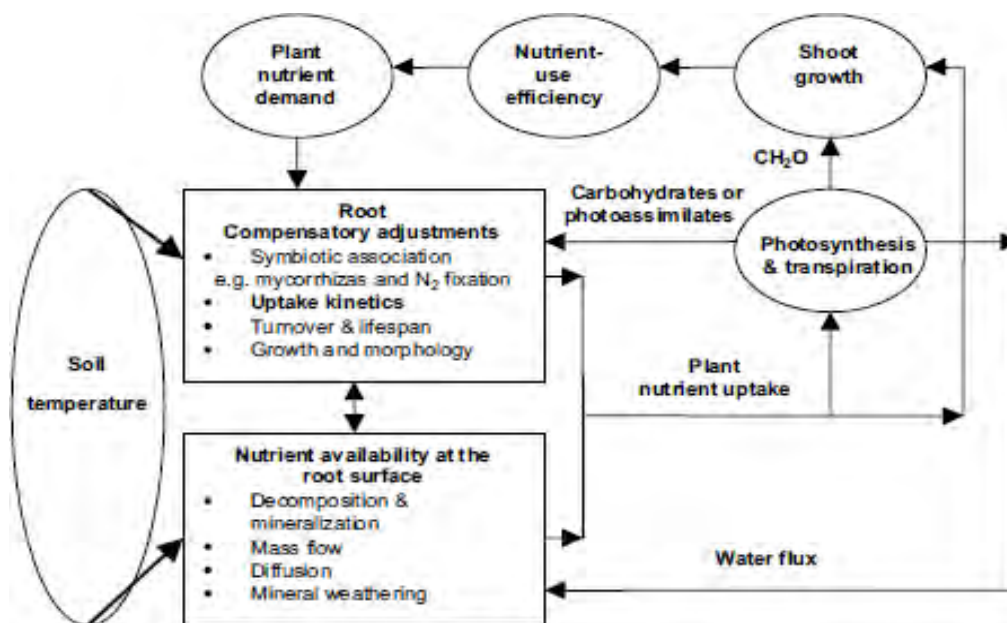 Plant
nutrient
demand
Nutrient-
use
efficiency
Shoot
growth
CH₂O
Carbohydrates or
photoassimilates
Photosynthesis
& transpiration
Root
Compensatory adjustments
• Symbiotic association
e.g. mycorrhizas and N₂ fixation
• Uptake kinetics
• Turnover & lifespan
• Growth and morphology
Soil
temperature
Plant
nutrient uptake
Nutrient availability at the
root surface
• Decomposition &
mineralization
• Mass flow
• Diffusion
• Mineral weathering
Water flux